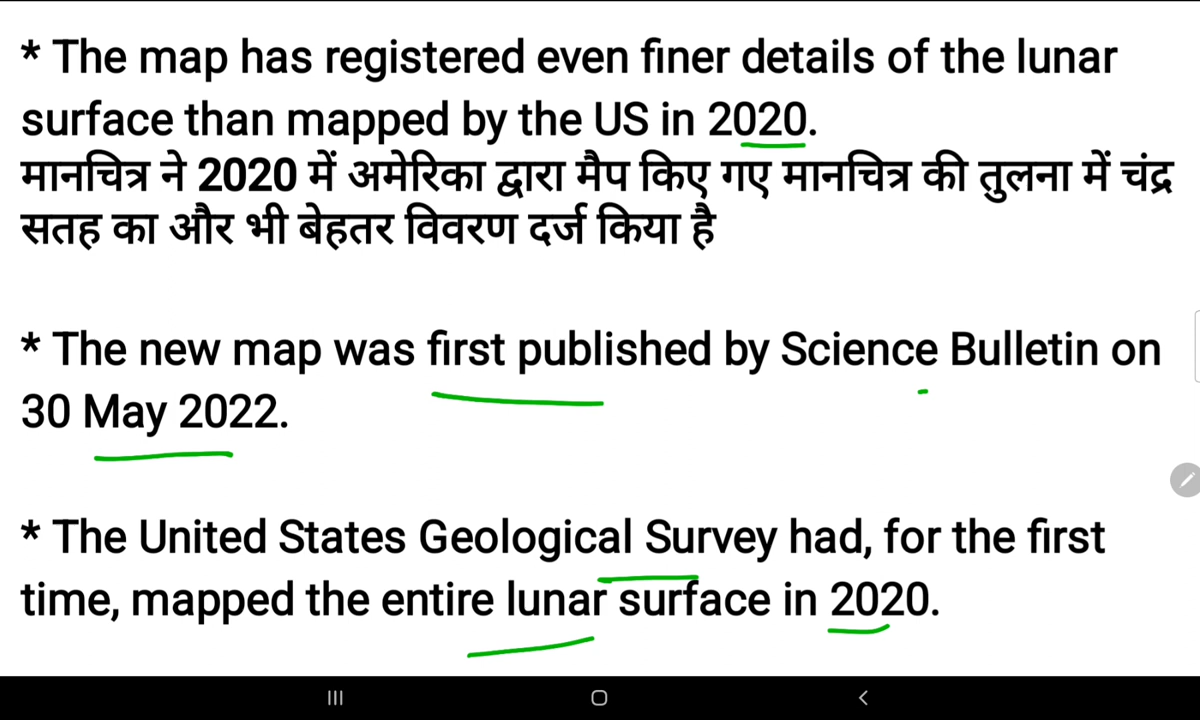 * The map has registered even finer details of the lunar
surface than mapped by the US in 2020.
मानचित्र ने 2020 में अमेरिका द्वारा मैप किए गए मानचित्र की तुलना में चंद्र
सतह का और भी बेहतर विवरण दर्ज किया है
* The new map was first published by Science Bulletin on
30 May 2022.
* The United States Geological Survey had, for the first
time, mapped the entire lunar surface in 2020.